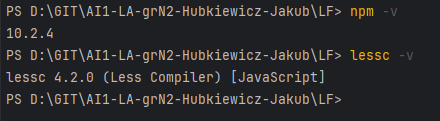 PS D:\GIT\AI1-LA-grN2-Hubkiewicz-Jakub\LF> npm -v
10.2.4
PS D:\GIT\AI1-LA-grN2-Hubkiewicz-Jakub\LF> lessc -v
lessc 4.2.0 (Less Compiler) [JavaScript]
PS D:\GIT\AI1-LA-grN2-Hubkiewicz-Jakub\LF>